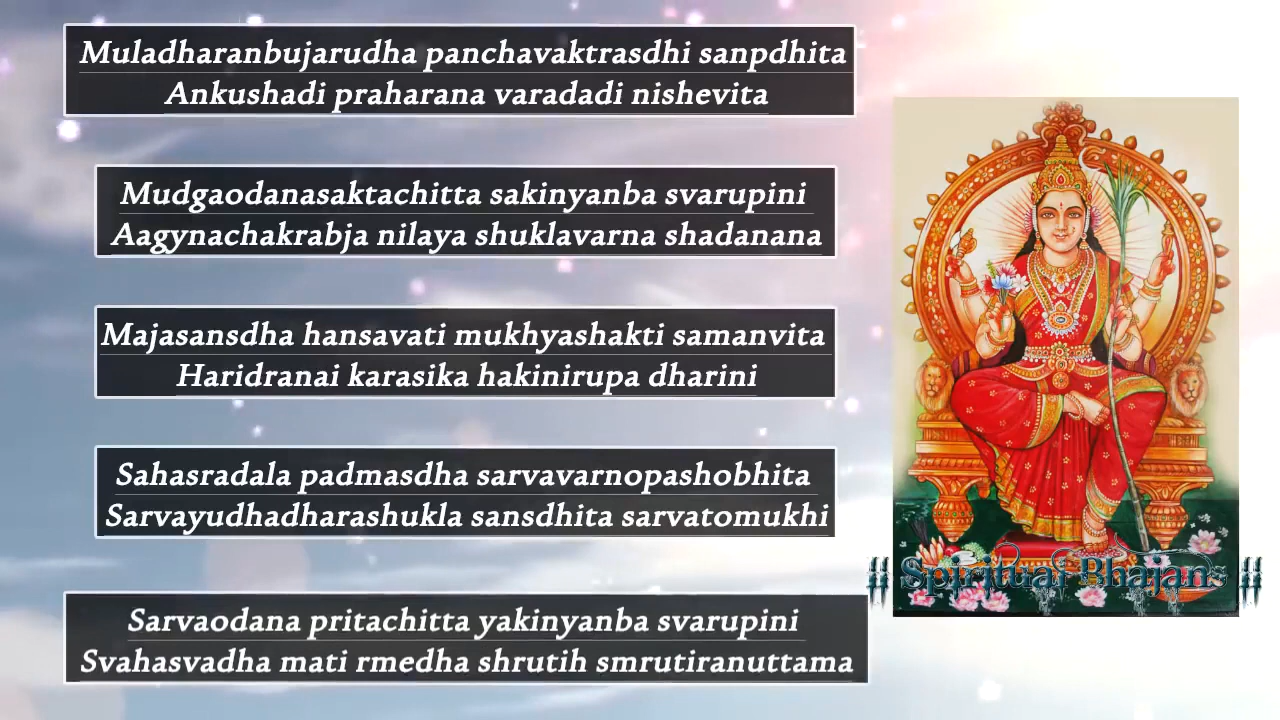 Muladharanbujarudha panchavaktrasdhi sanpdhita
Ankushadi praharana varadadi nishevita
Mudgaodanasaktachitta sakinyanba svarupini
Aagynachakrabja nilaya shuklavarna shadanana
Majasansdha hansavati mukhyashakti samanvita
Haridranai karasika hakinirupa dharini
Sahasradala padmasdha sarvavarnopashobhita
Sarvayudhadharashukla sansdhita sarvatomukhi
Sarvaodana pritachitta yakinyanba svarupini
Svahasvadha mati rmedha shrutih smrutiranuttama
|| Spiritual Bhajans ||